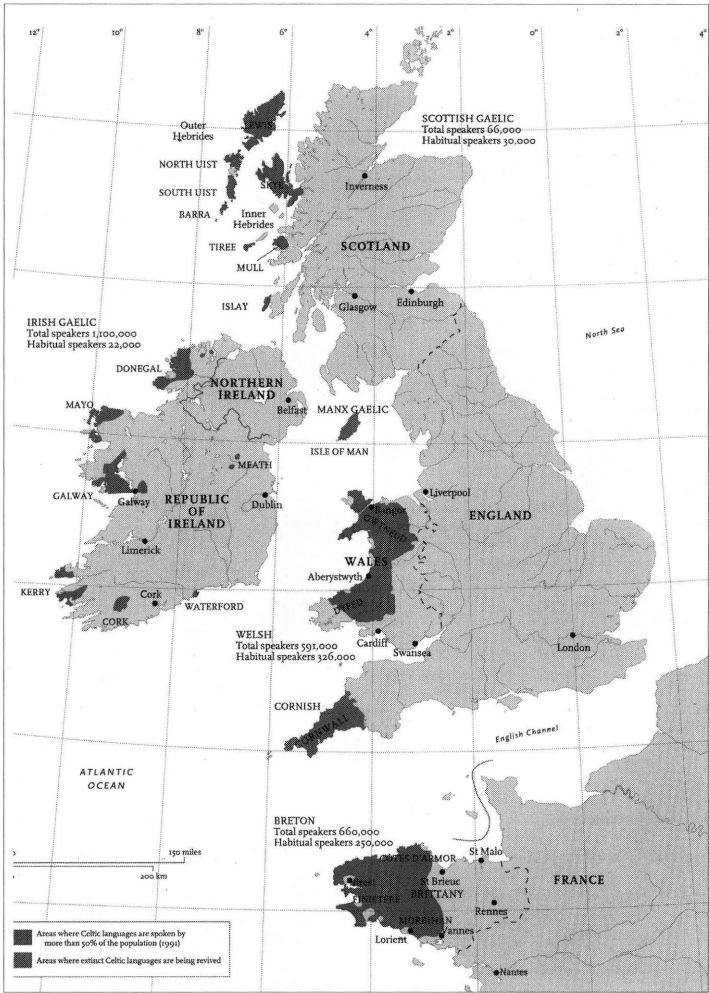 12°
10°
8°
6°
4°
2°
0°
2°
4°
Outer
Hebrides
LEWIS
SCOTTISH GAELIC
Total speakers 66,000
Habitual speakers 30,000
NORTH UIST
SKYE
SOUTH UIST
Inverness
BARRA
Inner
Hebrides
TIREE
SCOTLAND
MULL
ISLAY
Glasgow
Edinburgh
IRISH GAELIC
Total speakers 1,100,000
Habitual speakers 22,000
North Sea
DONEGAL
NORTHERN
IRELAND
Belfast
MANX GAELIC
MAYO
ISLE OF MAN
MEATH
GALWAY
Galway
REPUBLIC
OF
IRELAND
Dublin
Liverpool
Bangor
GWYNEDD
ENGLAND
Limerick
WALES
Aberystwyth
KERRY
Cork
CORK
WATERFORD
DYFED
WELSH
Total speakers 591,000
Habitual speakers 326,000
Cardiff
Swansea
London
CORNISH
CORNWALL
English Channel
ATLANTIC
OCEAN
BRETON
Total speakers 660,000
Habitual speakers 250,000
150 miles
200 km
CÔTES D'ARMOR
St Malo
Brest
St Brieuc
BRITTANY
FRANCE
FINISTÈRE
Rennes
MORBIHAN
Lorient
Vannes
Nantes
Areas where Celtic languages are spoken by
more than 50% of the population (1991)
Areas where extinct Celtic languages are being revived